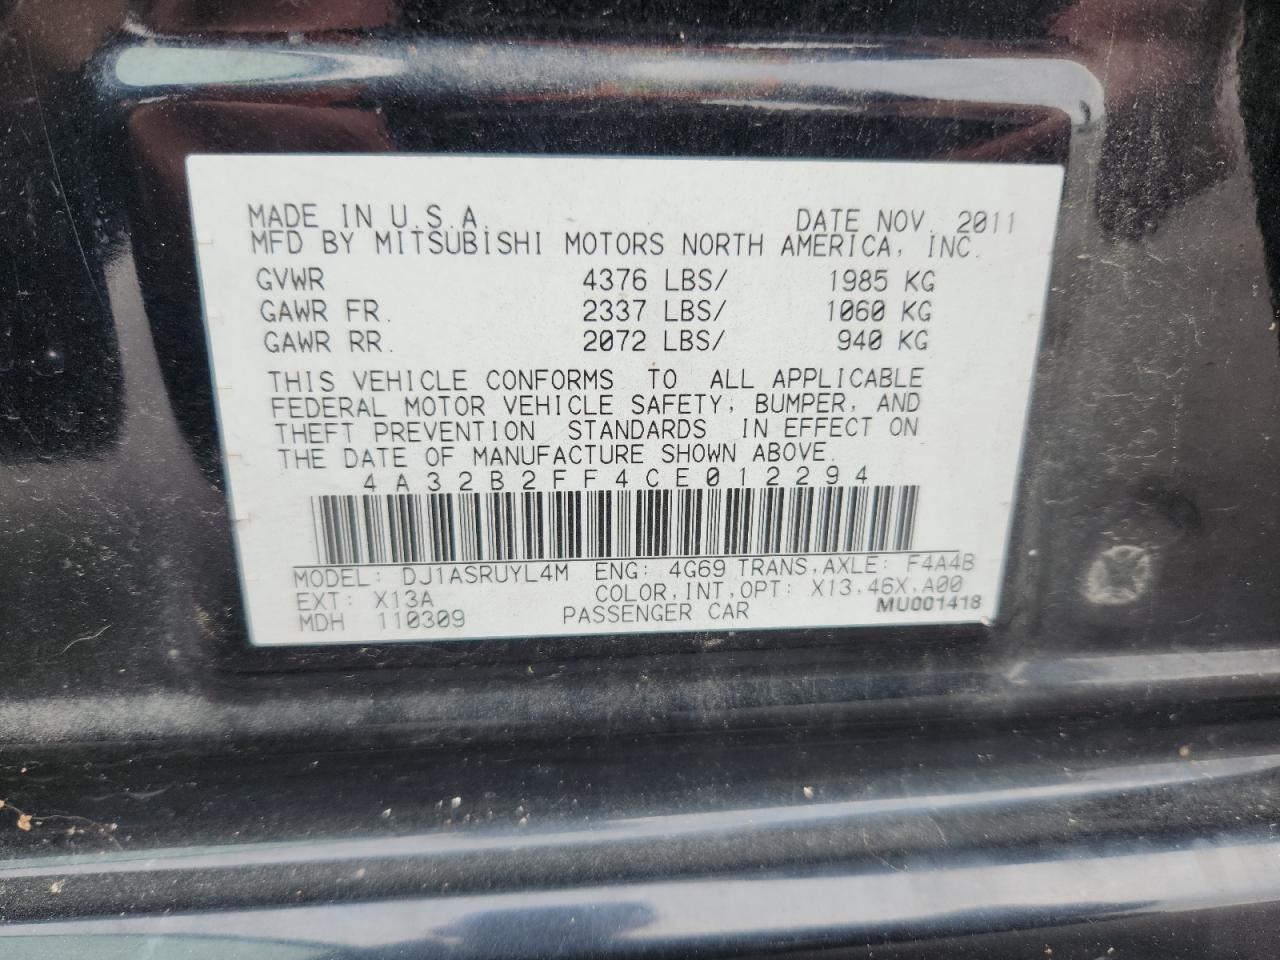 MADE IN U.S.A. DATE NOV. 2011
MFD BY MITSUBISHI MOTORS NORTH AMERICA, INC.
GVWR 4376 LBS/ 1985 KG
GAWR FR. 2337 LBS/ 1060 KG
GAWR RR. 2072 LBS/ 940 KG
THIS VEHICLE CONFORMS TO ALL APPLICABLE
FEDERAL MOTOR VEHICLE SAFETY, BUMPER, AND
THEFT PREVENTION STANDARDS IN EFFECT ON
THE DATE OF MANUFACTURE SHOWN ABOVE.
4A32B2FF4CE012294
MODEL: DJ1ASRUYL4M ENG: 4G69 TRANS,AXLE: F4A4B
EXT: X13A COLOR,INT,OPT: X13,46X,A00
MDH 110309 PASSENGER CAR MU001418